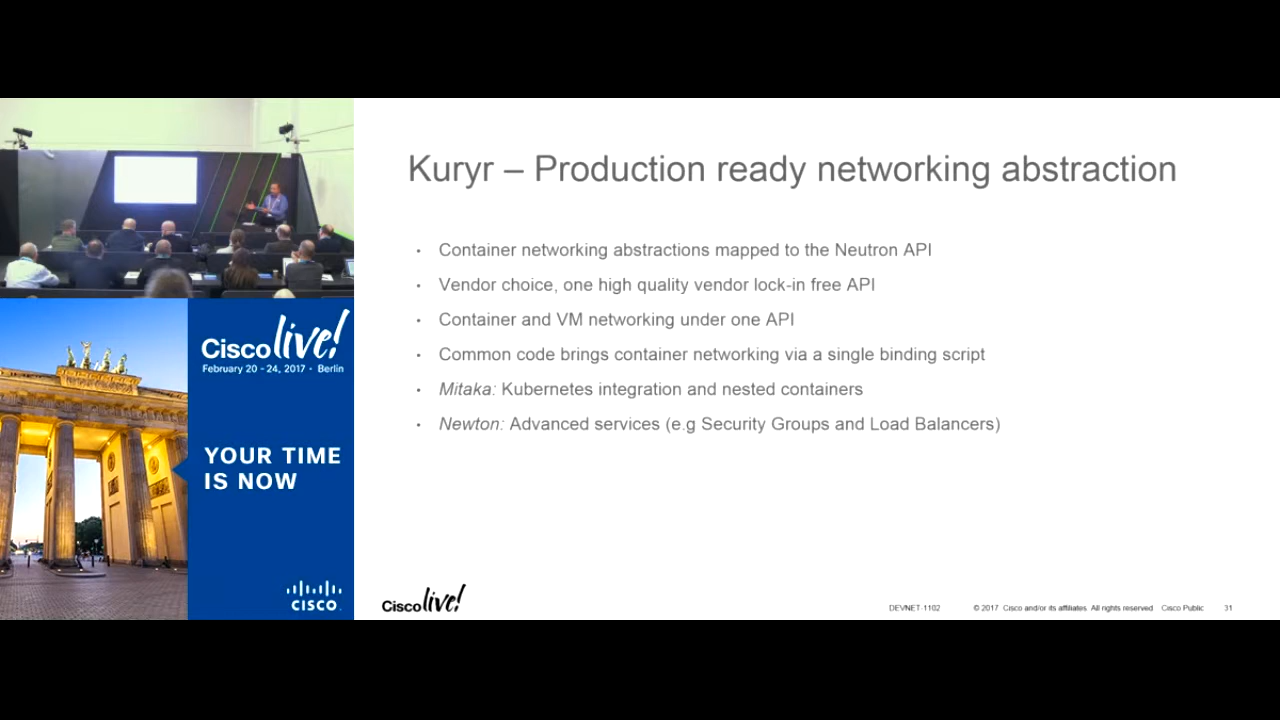 Kuryr – Production ready networking abstraction
• Container networking abstractions mapped to the Neutron API
• Vendor choice, one high quality vendor lock-in free API
• Container and VM networking under one API
• Common code brings container networking via a single binding script
• Mitaka: Kubernetes integration and nested containers
• Newton: Advanced services (e.g Security Groups and Load Balancers)
Cisco live!
February 20 - 24, 2017 · Berlin
YOUR TIME
IS NOW
CISCO
Cisco live!
DEVNET-1102 © 2017 Cisco and/or its affiliates. All rights reserved. Cisco Public 31